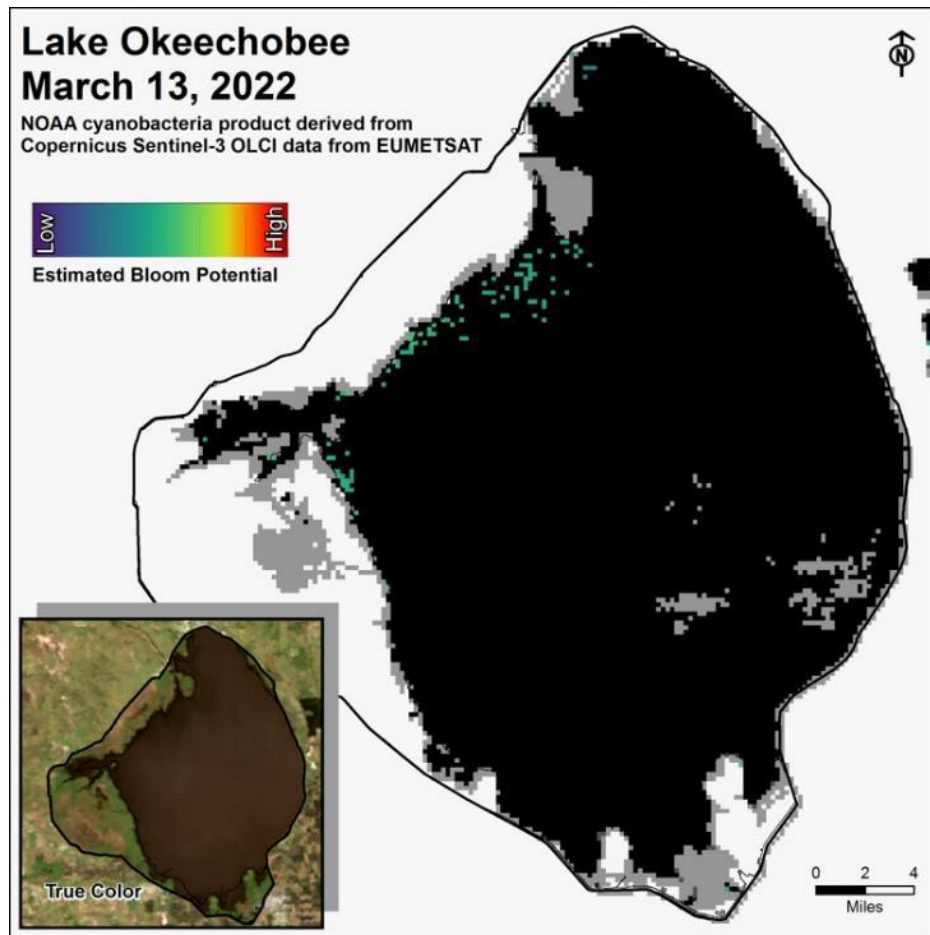 Lake Okeechobee
March 13, 2022
NOAA cyanobacteria product derived from
Copernicus Sentinel-3 OLCI data from EUMETSAT
N
Low
High
Estimated Bloom Potential
True Color
0 2 4
Miles